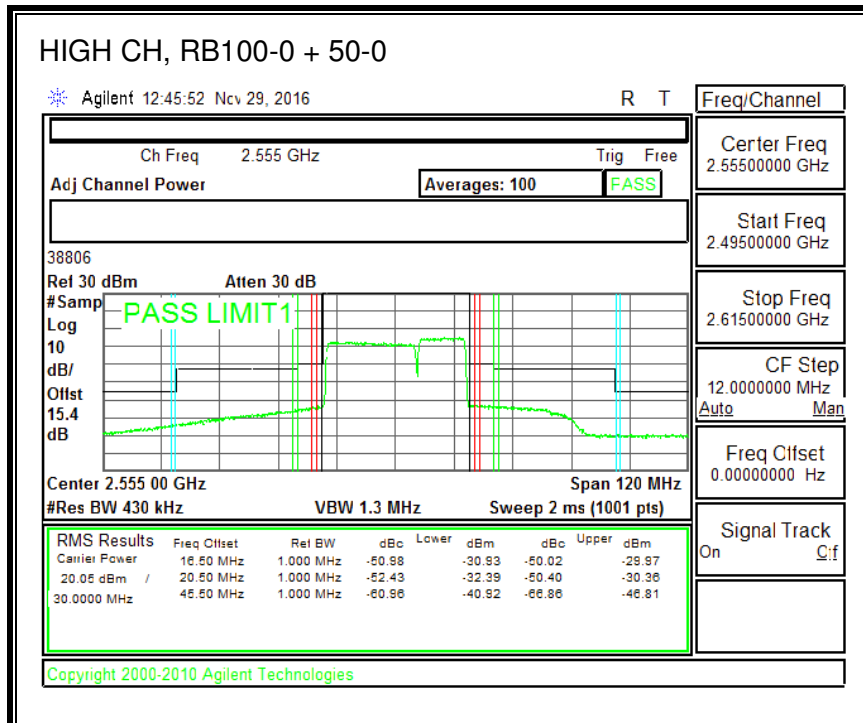 HIGH CH, RB100-0 + 50-0
Agilent 12:45:52 Nov 29, 2016 R T
Freq/Channel
Ch Freq 2.555 GHz Trig Free
Adj Channel Power Averages: 100 PASS
Center Freq
2.55500000 GHz
Start Freq
2.49500000 GHz
Stop Freq
2.61500000 GHz
CF Step
12.0000000 MHz
Auto Man
Freq Offset
0.00000000 Hz
Signal Track
On Off
38806
Ref 30 dBm Atten 30 dB
#Samp
Log
10
dB/
Offst
15.4
dB
PASS LIMIT1
Center 2.555 00 GHz Span 120 MHz
#Res BW 430 kHz VBW 1.3 MHz Sweep 2 ms (1001 pts)
RMS Results Freq Offset Ref BW dBc Lower dBm dBc Upper dBm
Carrier Power 16.50 MHz 1.000 MHz -50.98 -30.93 -50.02 -29.97
20.05 dBm / 20.50 MHz 1.000 MHz -52.43 -32.39 -50.40 -30.36
30.0000 MHz 45.50 MHz 1.000 MHz -60.96 -40.92 -66.86 -46.81
Copyright 2000-2010 Agilent Technologies